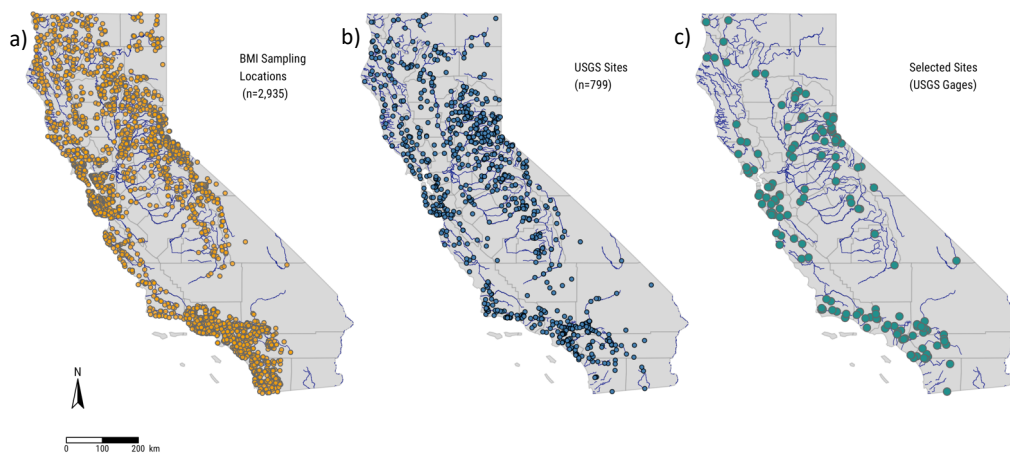 a)
BMI Sampling
Locations
(n=2,935)
b)
USGS Sites
(n=799)
c)
Selected Sites
(USGS Gages)
N
0 100 200 km